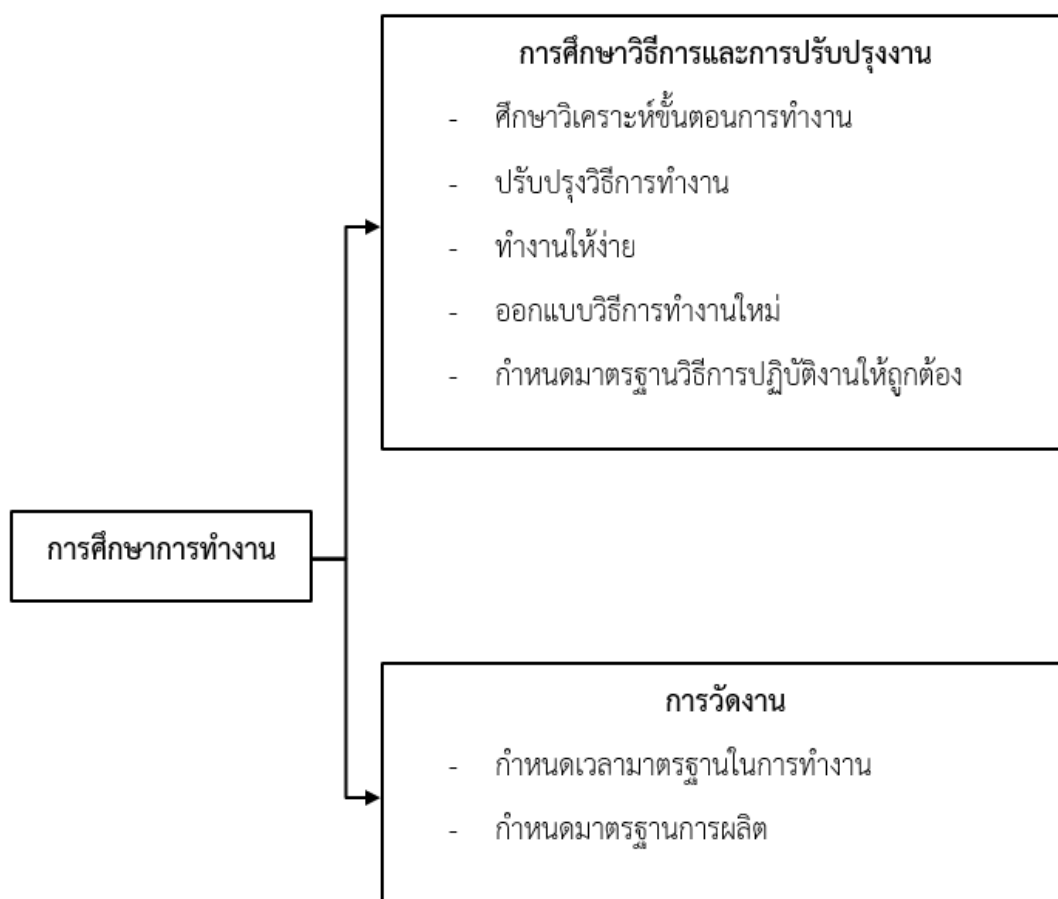 การศึกษาวิธีการและการปรับปรุงงาน
- ศึกษาวิเคราะห์ขั้นตอนการทำงาน
- ปรับปรุงวิธีการทำงาน
- ทำงานให้ง่าย
- ออกแบบวิธีการทำงานใหม่
- กำหนดมาตรฐานวิธีการปฏิบัติงานให้ถูกต้อง
การศึกษาการทำงาน
การวัดงาน
- กำหนดเวลามาตรฐานในการทำงาน
- กำหนดมาตรฐานการผลิต